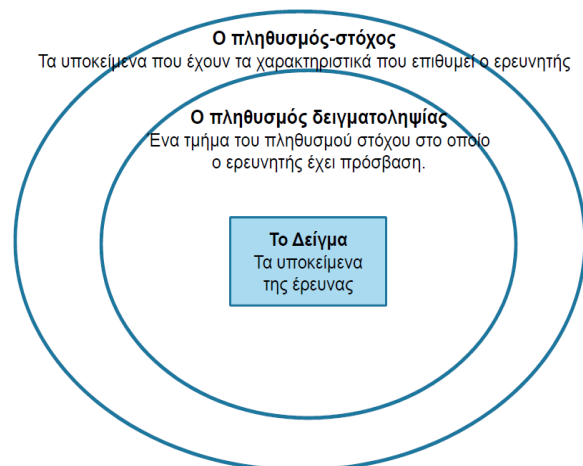 Ο πληθυσμός-στόχος
Τα υποκείμενα που έχουν τα χαρακτηριστικά που επιθυμεί ο ερευνητής
Ο πληθυσμός δειγματοληψίας
Ένα τμήμα του πληθυσμού στόχου στο οποίο
ο ερευνητής έχει πρόσβαση.
Το Δείγμα
Τα υποκείμενα
της έρευνας